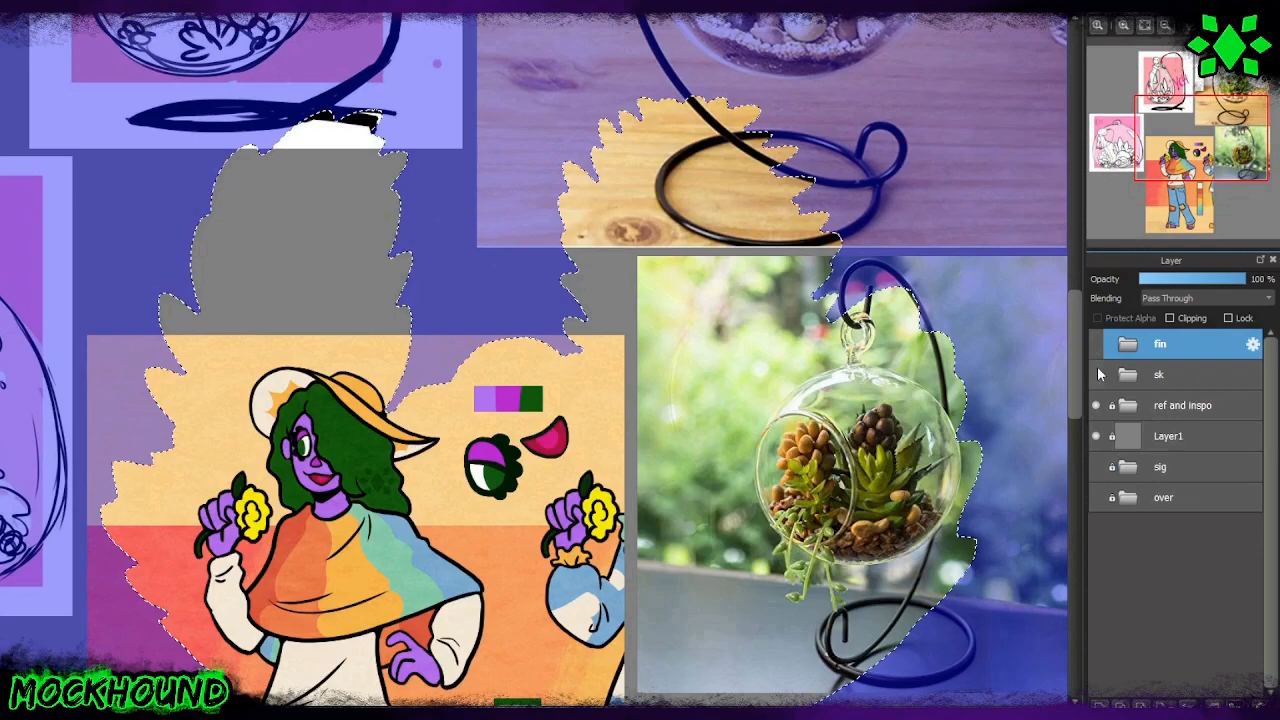 Layer
Opacity
100 %
Blending
Pass Through
Protect Alpha
Clipping
Lock
fin
sk
ref and inspo
Layer1
sig
over
MOCKHOUND